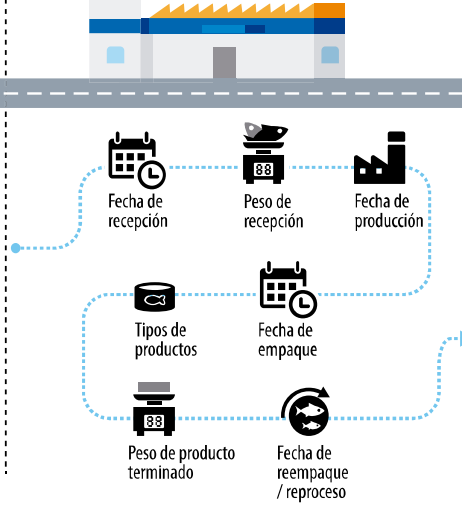 Fecha de
recepción
Peso de
recepción
Fecha de
producción
Tipos de
productos
Fecha de
empaque
Peso de producto
terminado
Fecha de
reempaque
/ reproceso